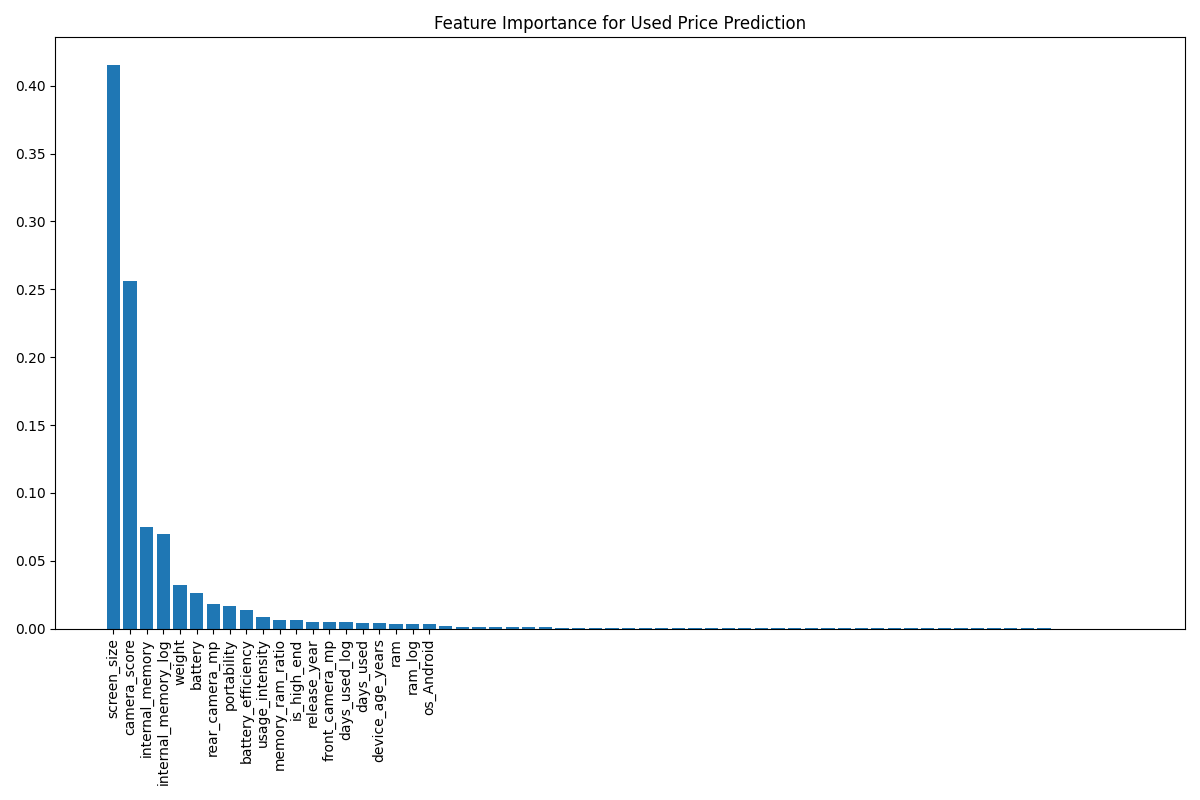 Feature Importance for Used Price Prediction
0.40
0.35
0.30
0.25
0.20
0.15
0.10
0.05
0.00
screen_size
camera_score
internal_memory
internal_memory_log
weight
battery
rear_camera_mp
portability
battery_efficiency
usage_intensity
memory_ram_ratio
is_high_end
release_year
front_camera_mp
days_used_log
days_used
device_age_years
ram
ram_log
os_Android